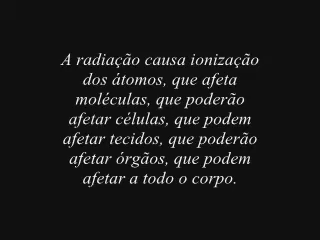 A radiação causa ionização
dos átomos, que afeta
moléculas, que poderão
afetar células, que podem
afetar tecidos, que poderão
afetar órgãos, que podem
afetar a todo o corpo.